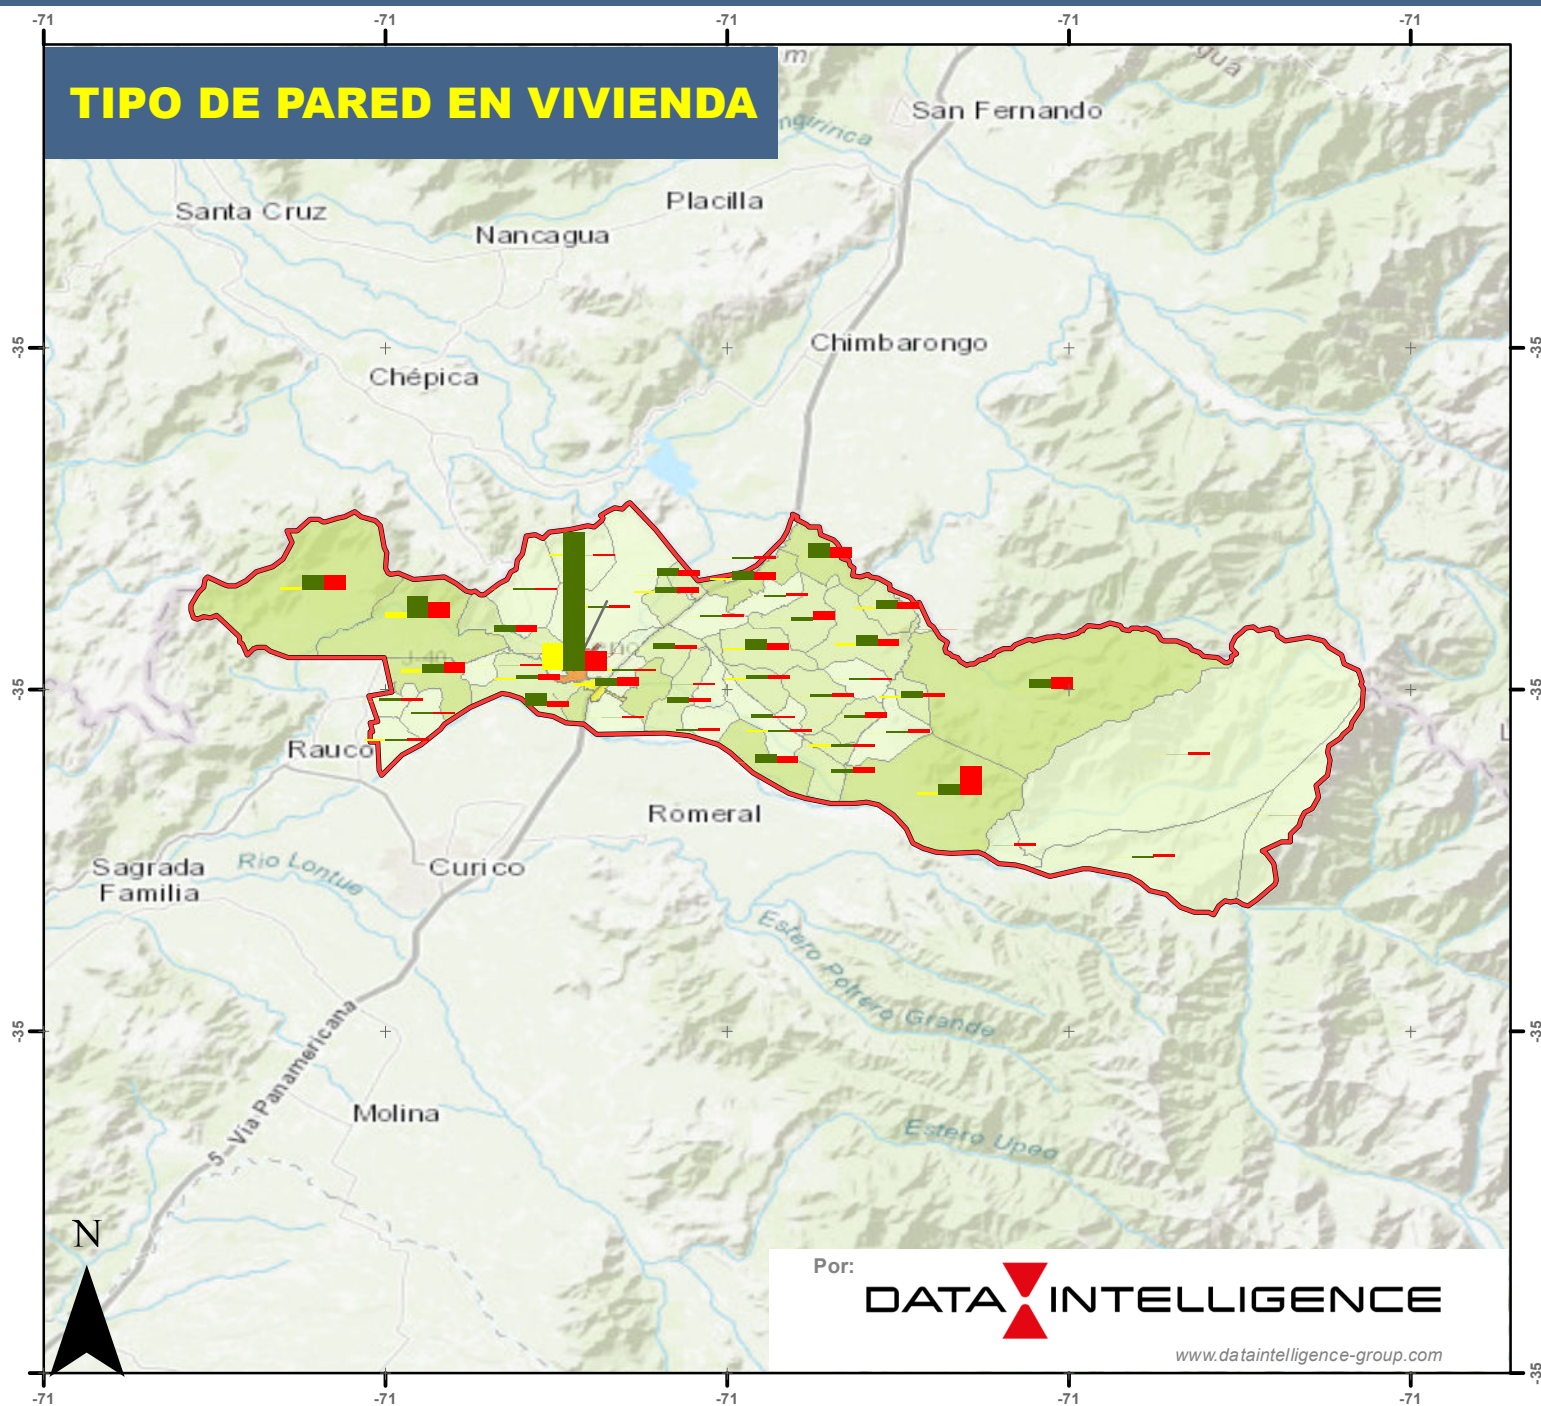 -71 -71 -71 -71 -71
TIPO DE PARED EN VIVIENDA
San Fernando
Placilla
Santa Cruz
Nancagua
-35 -35
Chimbarongo
Chépica
J-40
-35 -35
Rauco
Romeral
Curico
Sagrada
Familia
Rio Lontue
Estero Potrero Grande
-35 -35
5 - Vía Panamericana
Molina
Estero Upeo
N
Por:
DATA INTELLIGENCE
www.dataintelligence-group.com
-35
-71 -71 -71 -71 -71